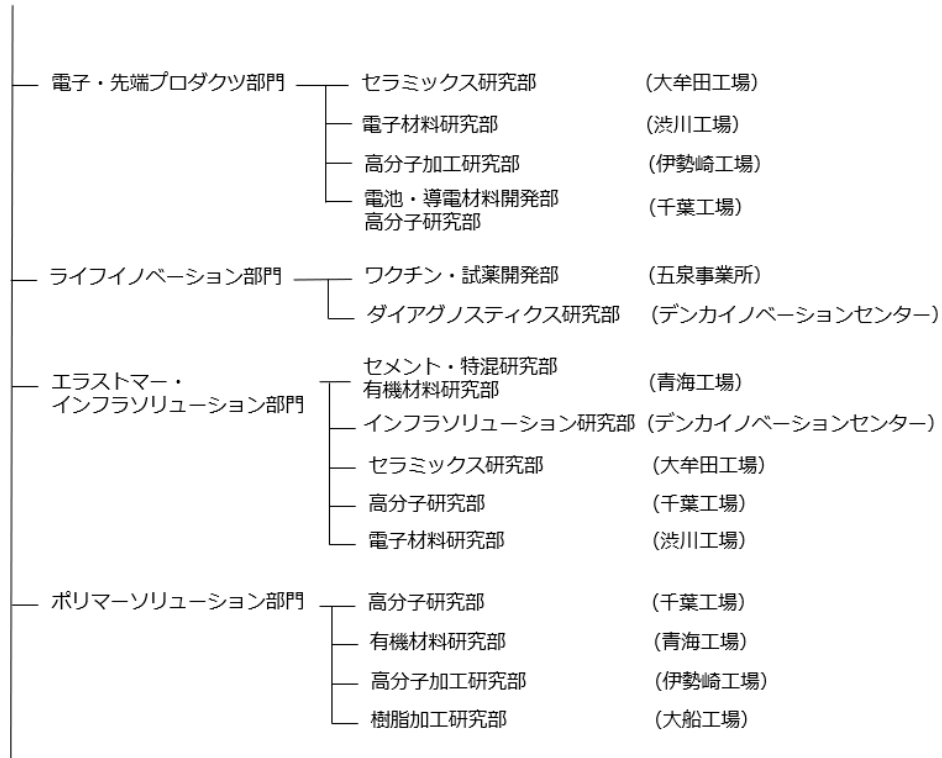 電子・先端プロダクツ部門 セラミックス研究部 (大牟田工場)
電子材料研究部 (渋川工場)
高分子加工研究部 (伊勢崎工場)
電池・導電材料開発部
高分子研究部 (千葉工場)
ライフイノベーション部門 ワクチン・試薬開発部 (五泉事業所)
ダイアグノスティクス研究部 (デンカイノベーションセンター)
エラストマー・
インフラソリューション部門
セメント・特混研究部
有機材料研究部 (青海工場)
インフラソリューション研究部 (デンカイノベーションセンター)
セラミックス研究部 (大牟田工場)
高分子研究部 (千葉工場)
電子材料研究部 (渋川工場)
ポリマーソリューション部門 高分子研究部 (千葉工場)
有機材料研究部 (青海工場)
高分子加工研究部 (伊勢崎工場)
樹脂加工研究部 (大船工場)